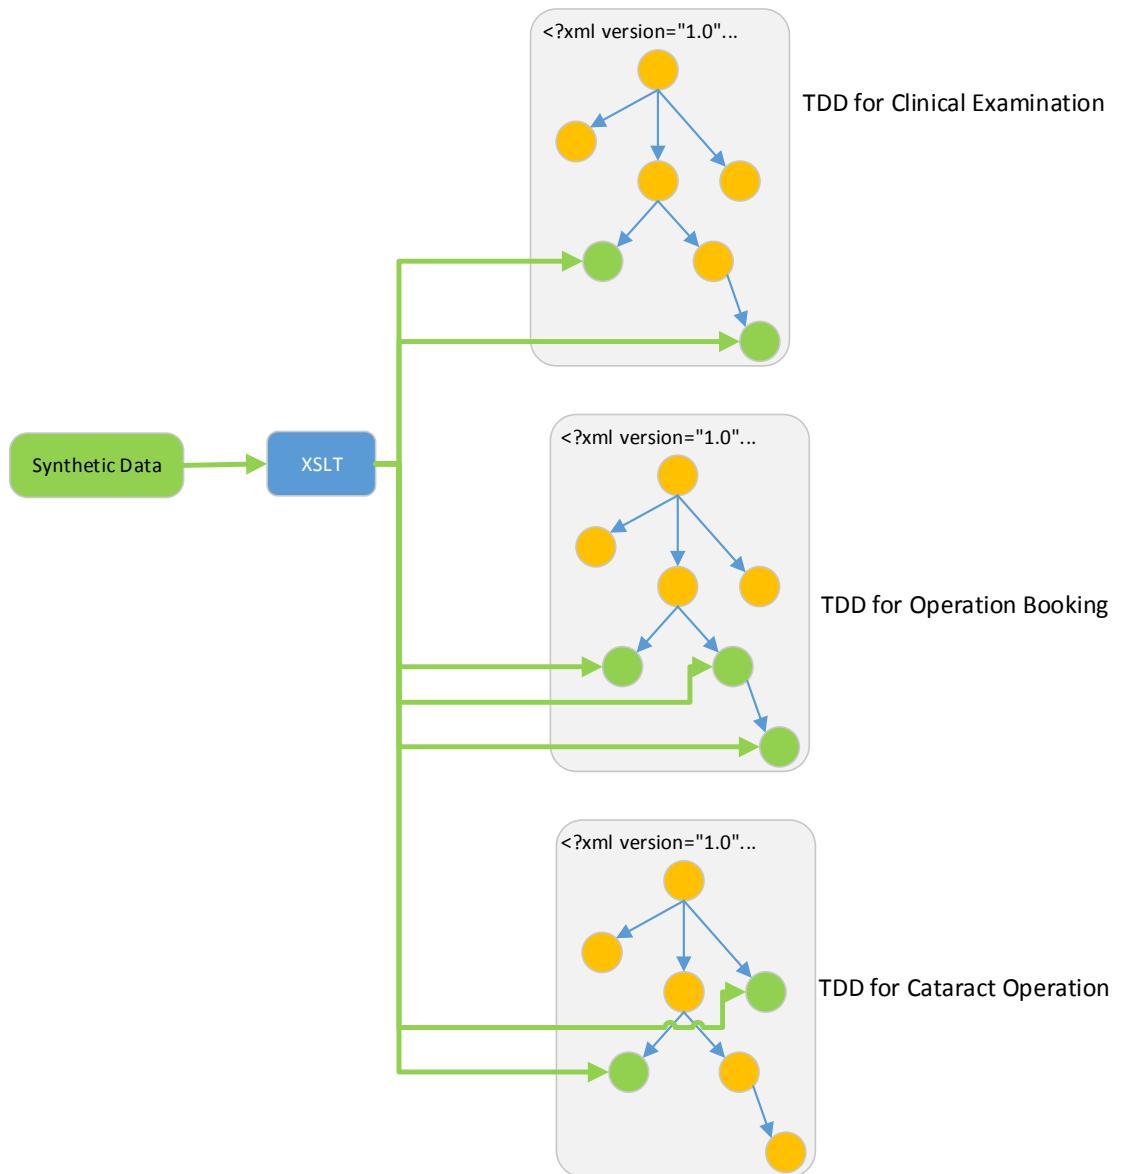 <?xml version="1.0"...
TDD for Clinical Examination
<?xml version="1.0"...
Synthetic Data
XSLT
TDD for Operation Booking
<?xml version="1.0"...
TDD for Cataract Operation